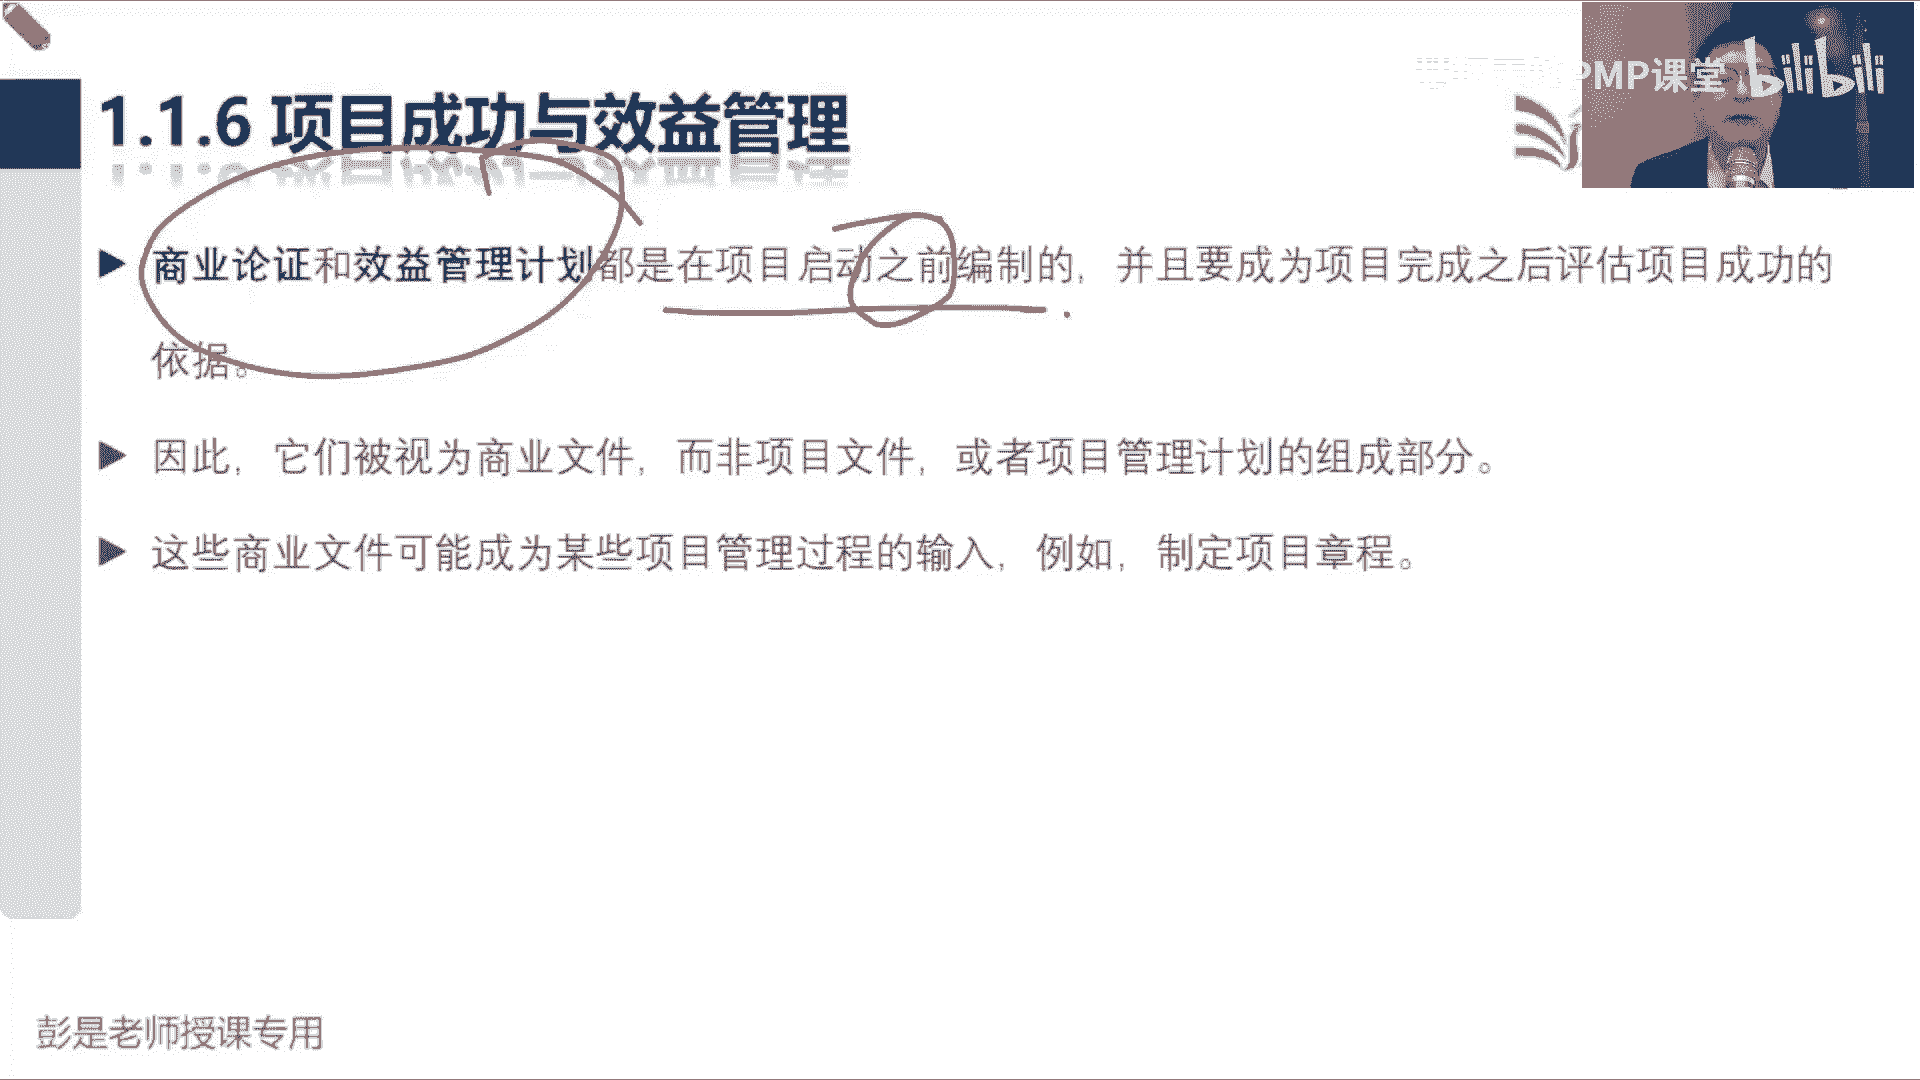 PMP课堂 bilibili
1.1.6 项目成功与效益管理
商业论证和效益管理计划都是在项目启动之前编制的，并且要成为项目完成之后评估项目成功的
依据。
因此，它们被视为商业文件，而非项目文件，或者项目管理计划的组成部分。
这些商业文件可能成为某些项目管理过程的输入，例如，制定项目章程。
彭是老师授课专用